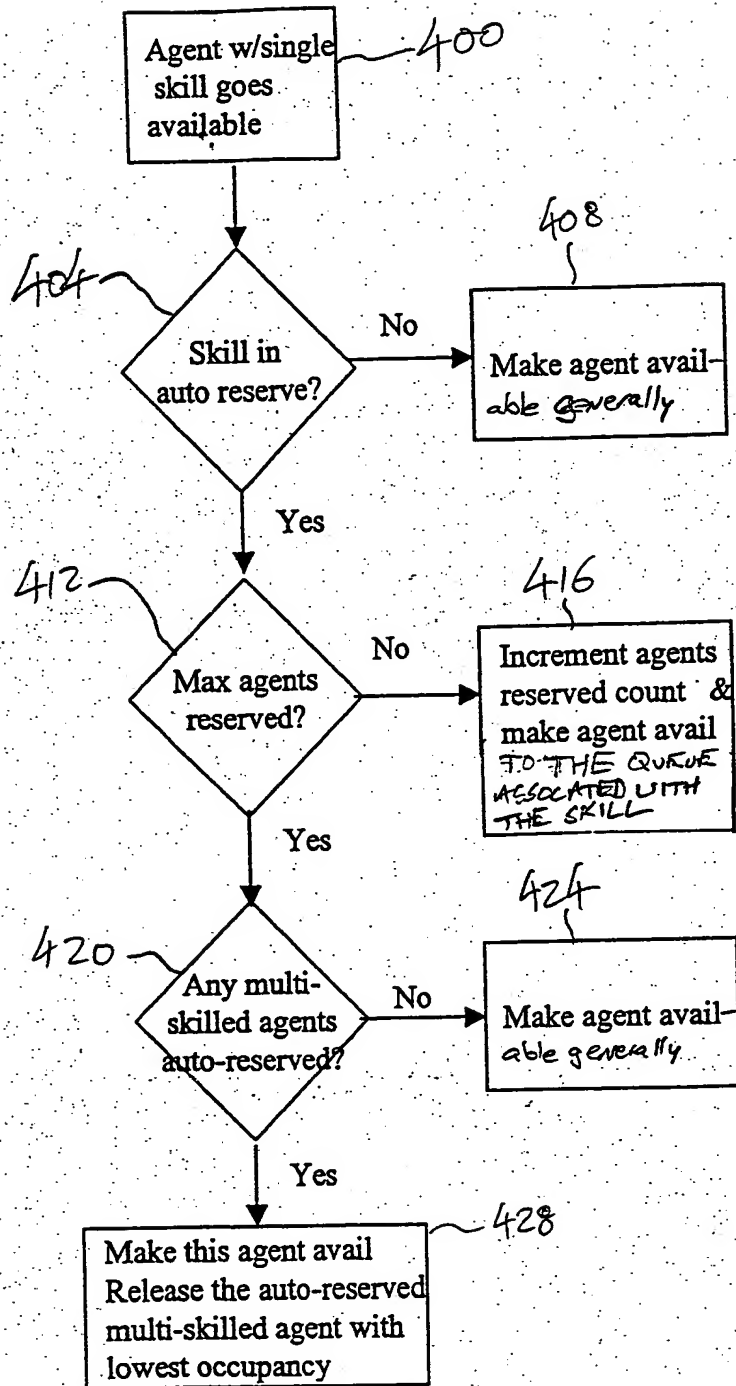 Agent w/single
skill goes
available
400
404
Skill in
auto reserve?
No
408
Make agent avail-
able generally
Yes
412
Max agents
reserved?
No
416
Increment agents
reserved count &
make agent avail
TO THE QUEUE
ASSOCATED WITH
THE SKILL
Yes
420
Any multi-
skilled agents
auto-reserved?
No
424
Make agent avail-
able generally
Yes
428
Make this agent avail
Release the auto-reserved
multi-skilled agent with
lowest occupancy